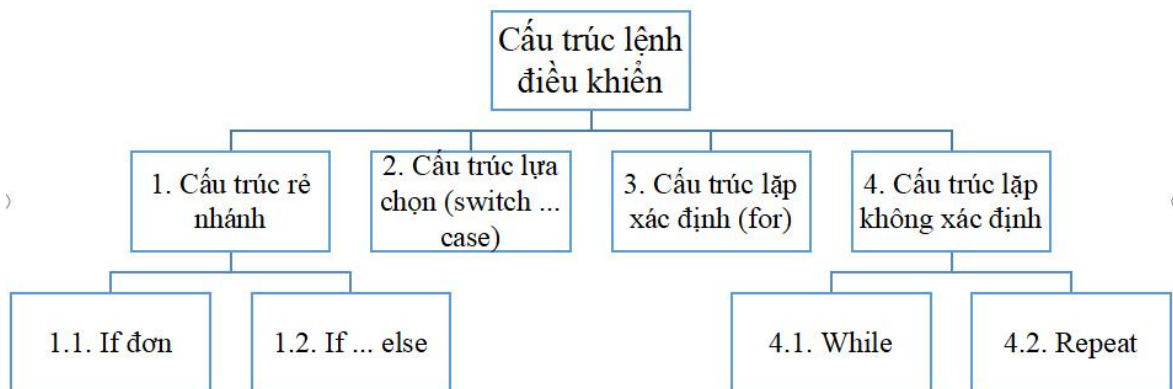 Cấu trúc lệnh
điều khiển
1. Cấu trúc rẻ
nhánh
2. Cấu trúc lựa
chọn (switch ...
case)
3. Cấu trúc lặp
xác định (for)
4. Cấu trúc lặp
không xác định
1.1. If đơn
1.2. If ... else
4.1. While
4.2. Repeat